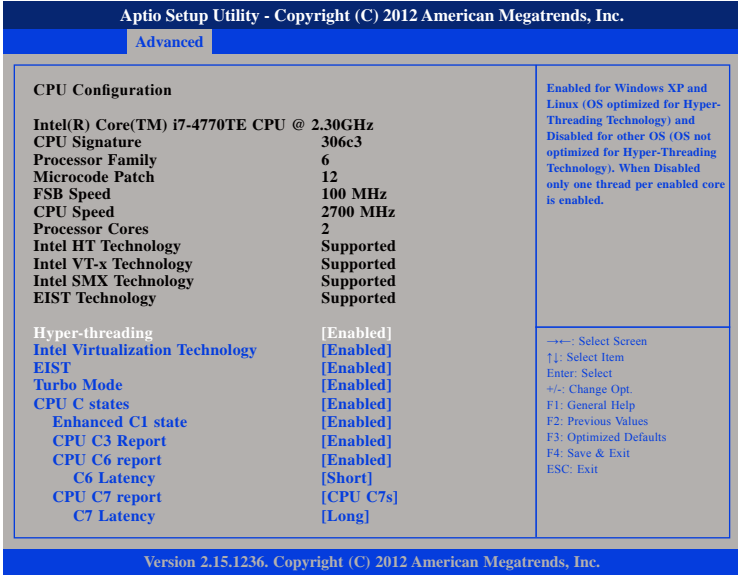 Aptio Setup Utility - Copyright (C) 2012 American Megatrends, Inc.
Advanced
CPU Configuration
Intel(R) Core(TM) i7-4770TE CPU @ 2.30GHz
CPU Signature 306c3
Processor Family 6
Microcode Patch 12
FSB Speed 100 MHz
CPU Speed 2700 MHz
Processor Cores 2
Intel HT Technology Supported
Intel VT-x Technology Supported
Intel SMX Technology Supported
EIST Technology Supported
Hyper-threading [Enabled]
Intel Virtualization Technology [Enabled]
EIST [Enabled]
Turbo Mode [Enabled]
CPU C states [Enabled]
Enhanced C1 state [Enabled]
CPU C3 Report [Enabled]
CPU C6 report [Enabled]
C6 Latency [Short]
CPU C7 report [CPU C7s]
C7 Latency [Long]
Enabled for Windows XP and
Linux (OS optimized for Hyper-
Threading Technology) and
Disabled for other OS (OS not
optimized for Hyper-Threading
Technology). When Disabled
only one thread per enabled core
is enabled.
→←: Select Screen
↑↓: Select Item
Enter: Select
+/-: Change Opt.
F1: General Help
F2: Previous Values
F3: Optimized Defaults
F4: Save & Exit
ESC: Exit
Version 2.15.1236. Copyright (C) 2012 American Megatrends, Inc.